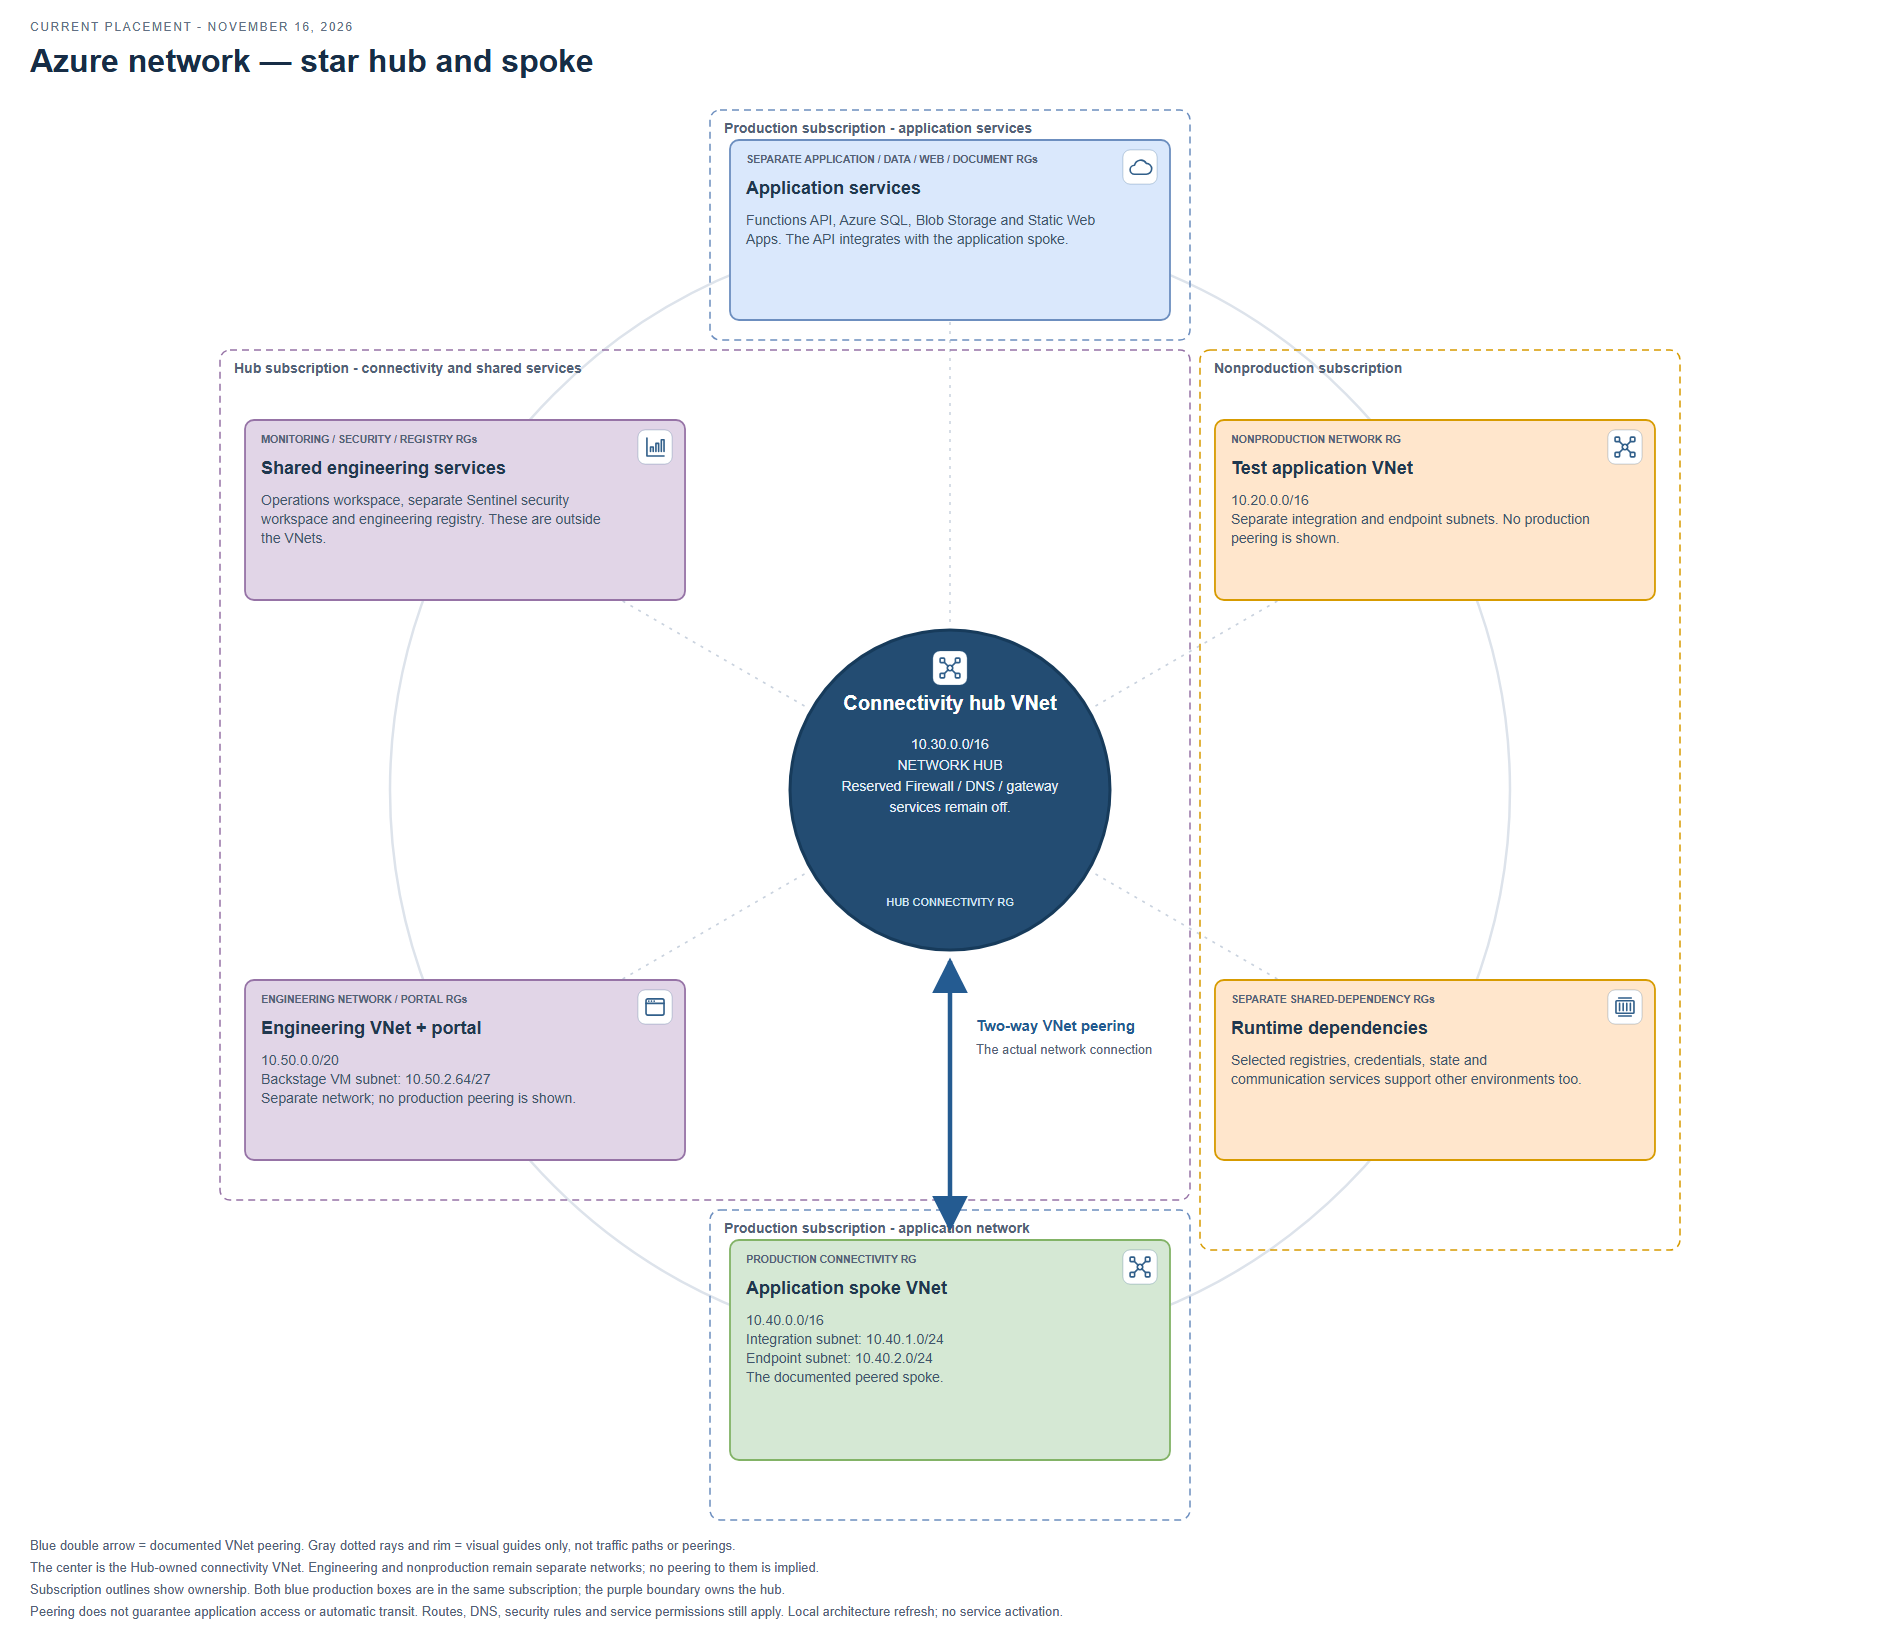 CURRENT PLACEMENT - NOVEMBER 16, 2026
Azure network — star hub and spoke
Production subscription - application services
SEPARATE APPLICATION / DATA / WEB / DOCUMENT RGs
Application services
Functions API, Azure SQL, Blob Storage and Static Web
Apps. The API integrates with the application spoke.
Hub subscription - connectivity and shared services
MONITORING / SECURITY / REGISTRY RGs
Shared engineering services
Operations workspace, separate Sentinel security
workspace and engineering registry. These are outside
the VNets.
Nonproduction subscription
NONPRODUCTION NETWORK RG
Test application VNet
10.20.0.0/16
Separate integration and endpoint subnets. No production
peering is shown.
Connectivity hub VNet
10.30.0.0/16
NETWORK HUB
Reserved Firewall / DNS / gateway
services remain off.
HUB CONNECTIVITY RG
ENGINEERING NETWORK / PORTAL RGs
Engineering VNet + portal
10.50.0.0/20
Backstage VM subnet: 10.50.2.64/27
Separate network; no production peering is shown.
Two-way VNet peering
The actual network connection
SEPARATE SHARED-DEPENDENCY RGs
Runtime dependencies
Selected registries, credentials, state and
communication services support other environments too.
Production subscription - application network
PRODUCTION CONNECTIVITY RG
Application spoke VNet
10.40.0.0/16
Integration subnet: 10.40.1.0/24
Endpoint subnet: 10.40.2.0/24
The documented peered spoke.
Blue double arrow = documented VNet peering. Gray dotted rays and rim = visual guides only, not traffic paths or peerings.
The center is the Hub-owned connectivity VNet. Engineering and nonproduction remain separate networks; no peering to them is implied.
Subscription outlines show ownership. Both blue production boxes are in the same subscription; the purple boundary owns the hub.
Peering does not guarantee application access or automatic transit. Routes, DNS, security rules and service permissions still apply. Local architecture refresh; no service activation.